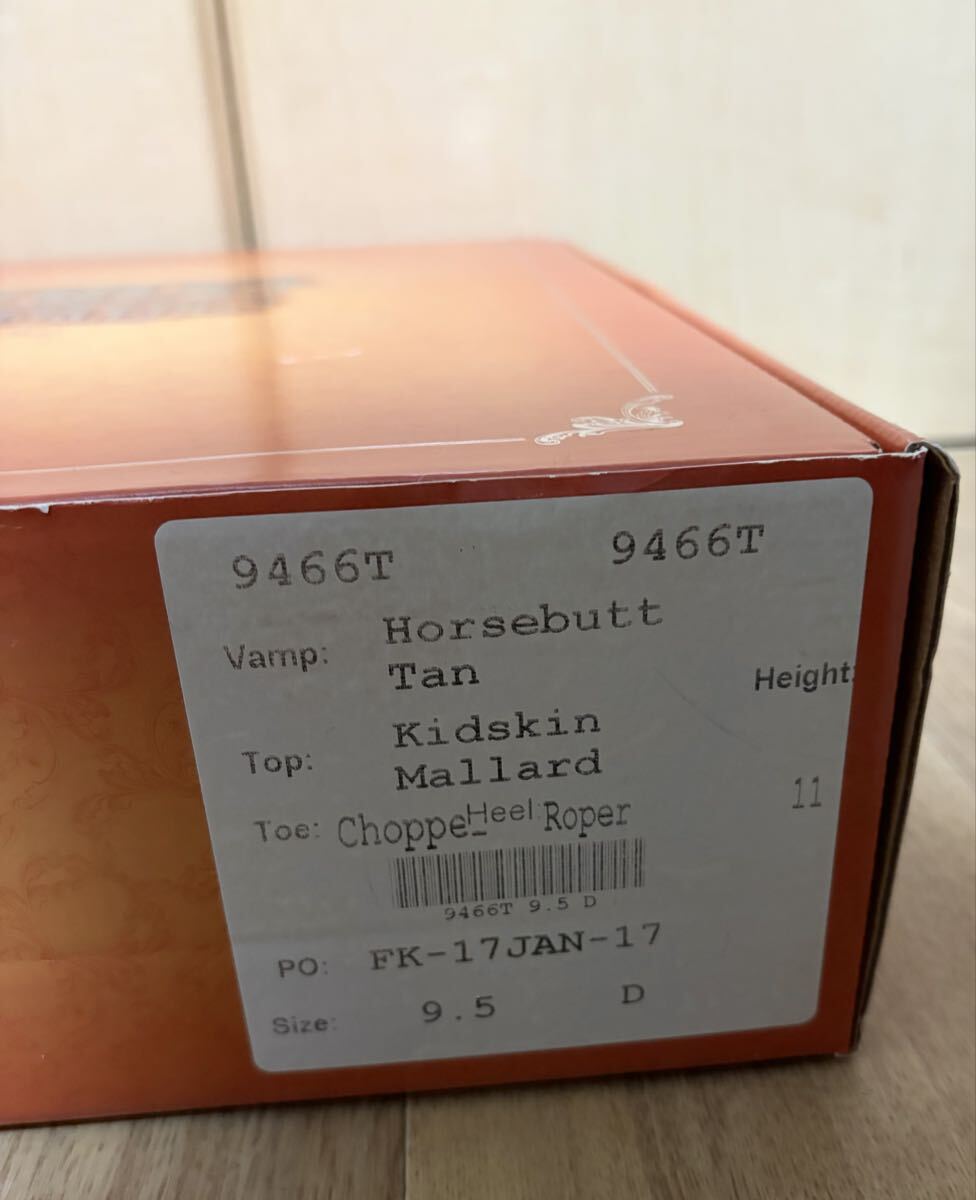 9466T 9466T
Vamp: Horsebutt
Tan
Height:
Top: Kidskin
Mallard
11
Toe: Choppe Heel: Roper
9466T 9.5 D
PO: FK-17JAN-17
Size: 9.5 D